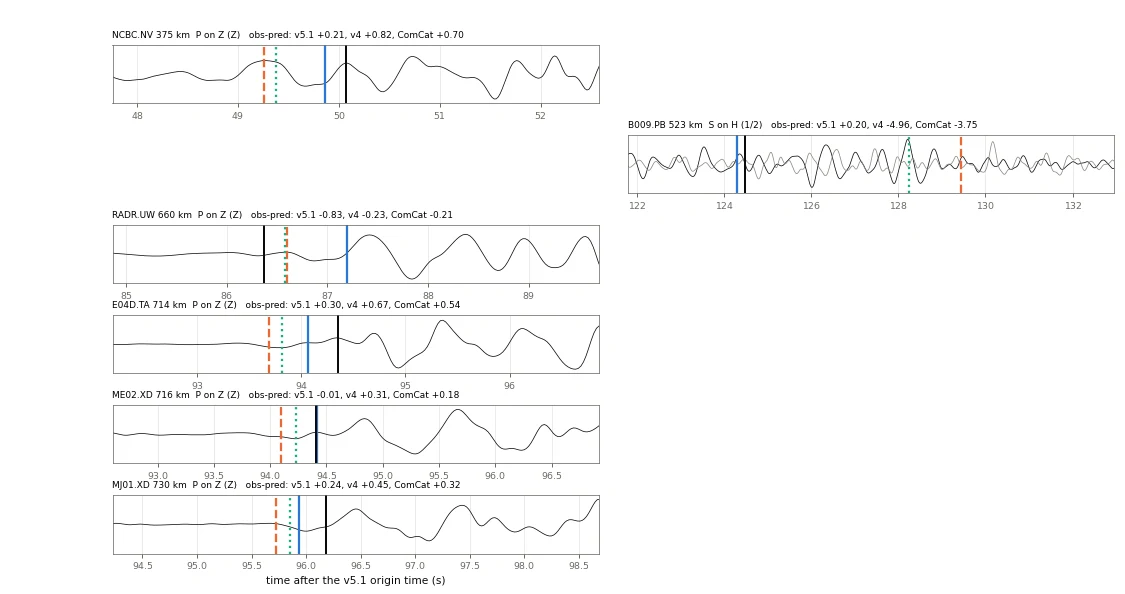 NCBC.NV 375 km P on Z (Z) obs-pred: v5.1 +0.21, v4 +0.82, ComCat +0.70
48 49 50 51 52
B009.PB 523 km S on H (1/2) obs-pred: v5.1 +0.20, v4 -4.96, ComCat -3.75
122 124 126 128 130 132
RADR.UW 660 km P on Z (Z) obs-pred: v5.1 -0.83, v4 -0.23, ComCat -0.21
85 86 87 88 89
E04D.TA 714 km P on Z (Z) obs-pred: v5.1 +0.30, v4 +0.67, ComCat +0.54
93 94 95 96
ME02.XD 716 km P on Z (Z) obs-pred: v5.1 -0.01, v4 +0.31, ComCat +0.18
93.0 93.5 94.0 94.5 95.0 95.5 96.0 96.5
MJ01.XD 730 km P on Z (Z) obs-pred: v5.1 +0.24, v4 +0.45, ComCat +0.32
94.5 95.0 95.5 96.0 96.5 97.0 97.5 98.0 98.5
time after the v5.1 origin time (s)